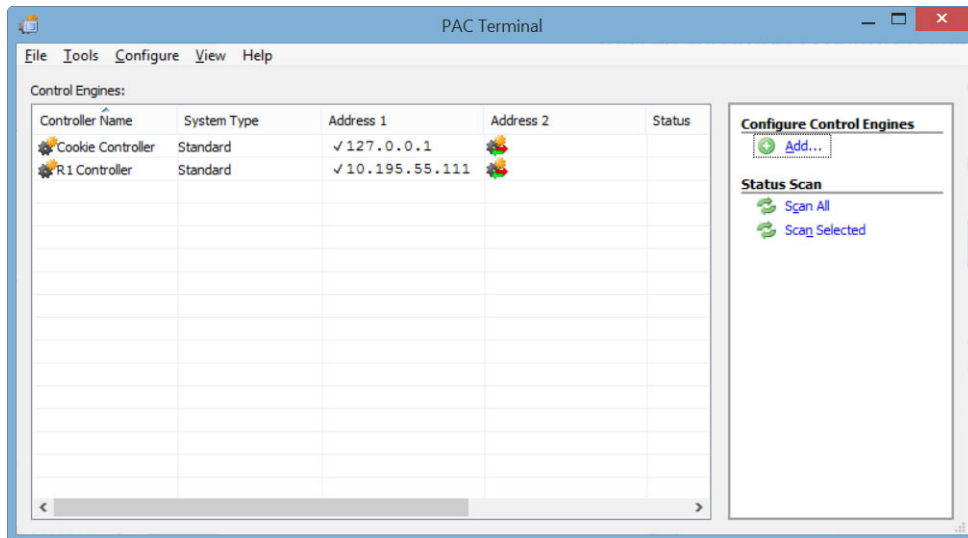 PAC Terminal
File Tools Configure View Help
Control Engines:
Controller Name System Type Address 1 Address 2 Status
Cookie Controller Standard ✓127.0.0.1
R1 Controller Standard ✓10.195.55.111
Configure Control Engines
Add...
Status Scan
Scan All
Scan Selected